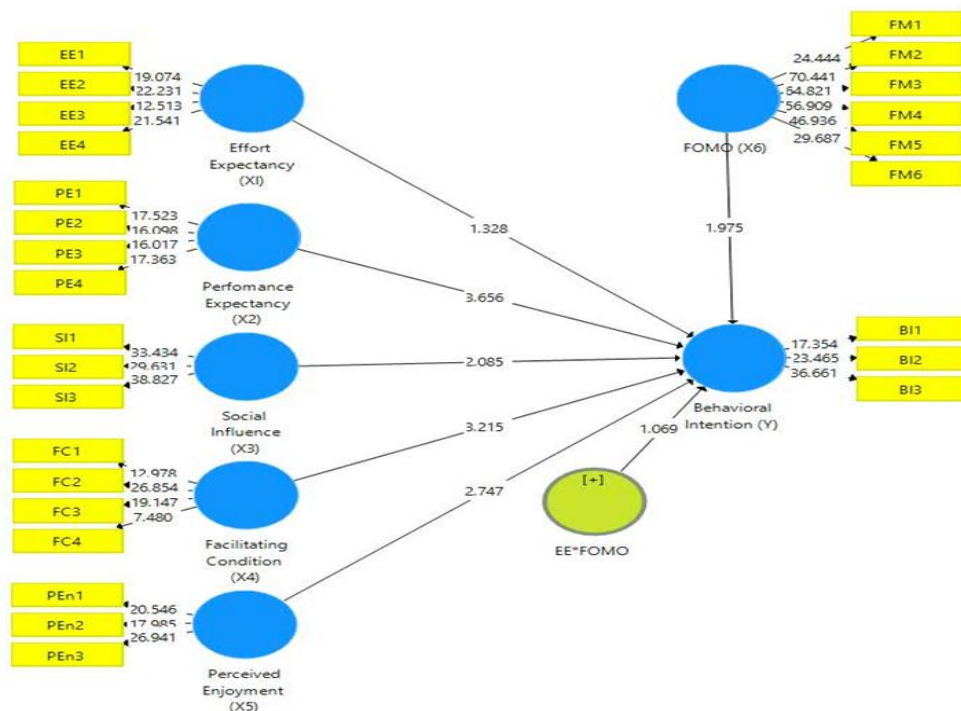 EE1
EE2
EE3
EE4
19.074
22.231
12.513
21.541
Effort
Expectancy
(XI)
PE1
PE2
PE3
PE4
17.523
16.098
16.017
17.363
Perfomance
Expectancy
(X2)
SI1
SI2
SI3
33.434
29.631
38.827
Social
Influence
(X3)
FC1
FC2
FC3
FC4
12.978
26.854
19.147
7.480
Facilitating
Condition
(X4)
PEn1
PEn2
PEn3
20.546
17.985
26.941
Perceived
Enjoyment
(X5)
1.328
3.656
2.085
3.215
2.747
FOMO (X6)
24.444
70.441
64.821
56.909
46.936
29.687
FM1
FM2
FM3
FM4
FM5
FM6
1.975
Behavioral
Intention (Y)
17.354
23.465
36.661
BI1
BI2
BI3
1.069
[+]
EE*FOMO